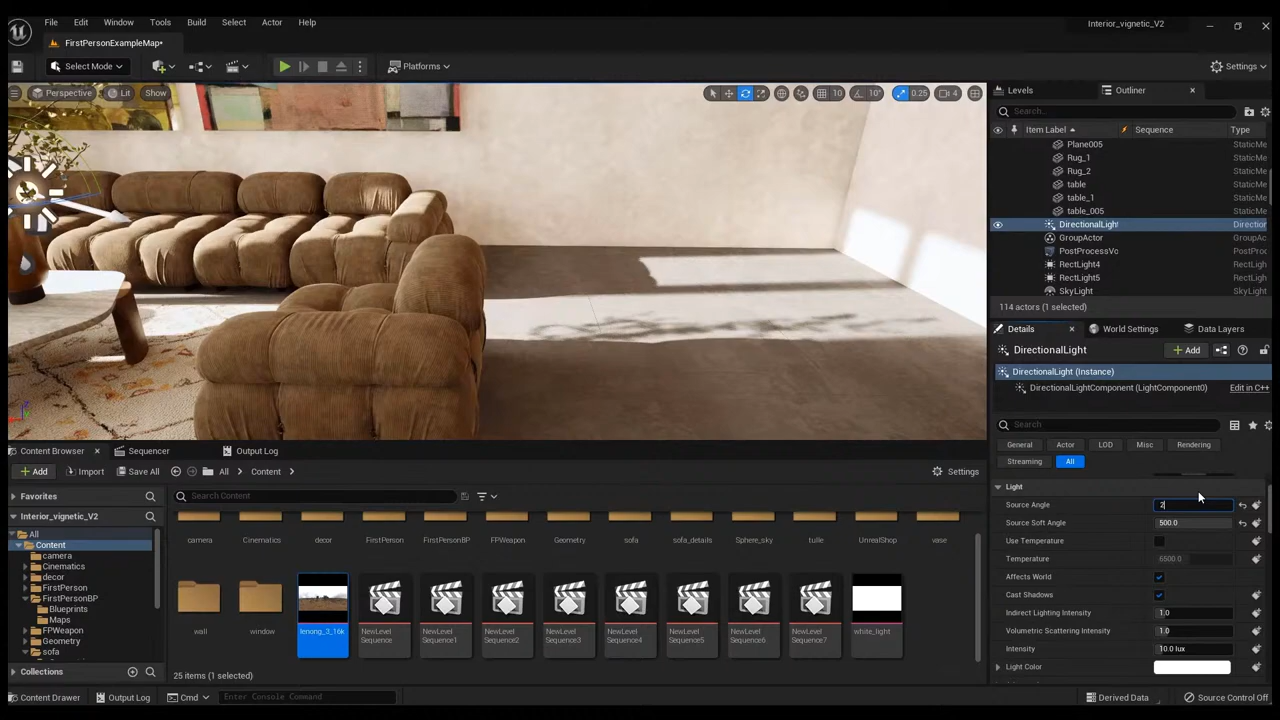 File Edit Window Tools Build Select Actor Help
Interior_vignetic_V2
FirstPersonExampleMap*
Select Mode
Platforms
Settings
Perspective Lit Show
10 10° 0.25 4
Levels Outliner
Search...
Item Label Sequence Type
Plane005 StaticMe
Rug_1 StaticMe
Rug_2 StaticMe
table StaticMe
table_1 StaticMe
table_005 StaticMe
DirectionalLight Direction
GroupActor GroupAc
PostProcessVo PostProc
RectLight4 RectLigh
RectLight5 RectLigh
SkyLight SkyLight
114 actors (1 selected)
Details World Settings Data Layers
DirectionalLight
Add
DirectionalLight (Instance)
DirectionalLightComponent (LightComponent0) Edit in C++
Search
General Actor LOD Misc Rendering
Streaming All
Light
Source Angle 2
Source Soft Angle 500.0
Use Temperature
Temperature 6500.0
Affects World
Cast Shadows
Indirect Lighting Intensity 1.0
Volumetric Scattering Intensity 1.0
Intensity 10.0 lux
Light Color
Content Browser Sequencer Output Log
Add Import Save All All Content Settings
Favorites
Interior_vignetic_V2
All
Content
camera
Cinematics
decor
FirstPerson
FirstPersonBP
Blueprints
Maps
FPWeapon
Geometry
sofa
Collections
Search Content
camera Cinematics decor FirstPerson FirstPersonBP FPWeapon Geometry sofa sofa_details tulle UnrealShop vase
wall window tenong_3_16k NewLevel Sequence NewLevel Sequence1 NewLevel Sequence2 NewLevel Sequence3 NewLevel Sequence4 NewLevel Sequence5 NewLevel Sequence6 NewLevel Sequence7 white_light
25 items (1 selected)
Content Drawer Output Log Cmd Enter Console Command Derived Data Source Control Off